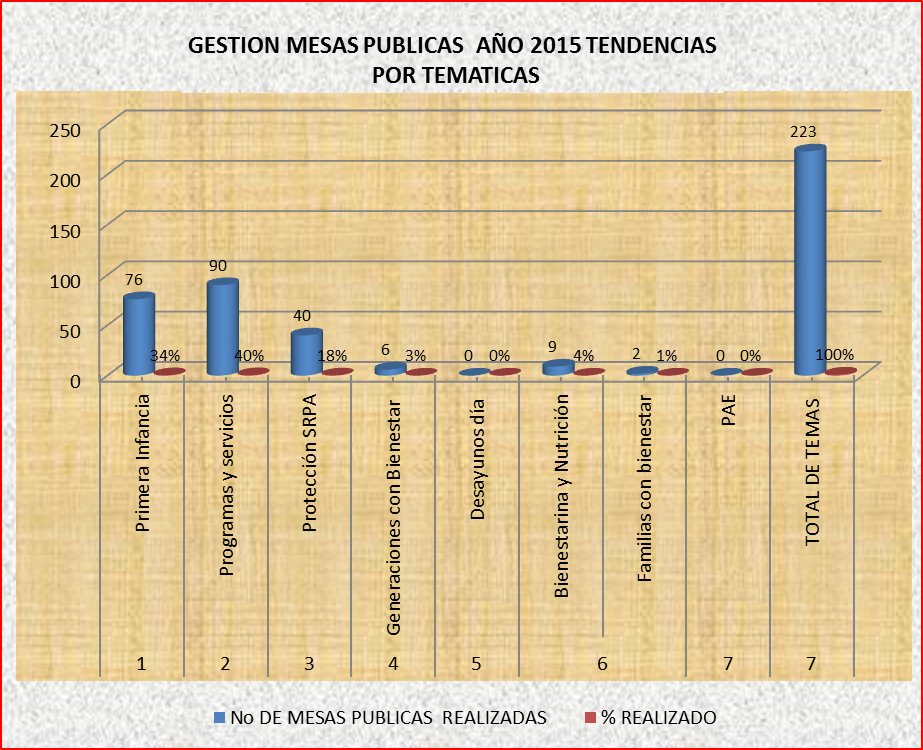 GESTION MESAS PUBLICAS AÑO 2015 TENDENCIAS
POR TEMATICAS
250
200
150
100
50
0
76
34%
90
40%
40
18%
6
3%
0
0%
9
4%
2
1%
0
0%
223
100%
Primera Infancia
Programas y servicios
Protección SRPA
Generaciones con Bienestar
Desayunos día
Bienestarina y Nutrición
Familias con bienestar
PAE
TOTAL DE TEMAS
1
2
3
4
5
6
7
7
No DE MESAS PUBLICAS REALIZADAS
% REALIZADO